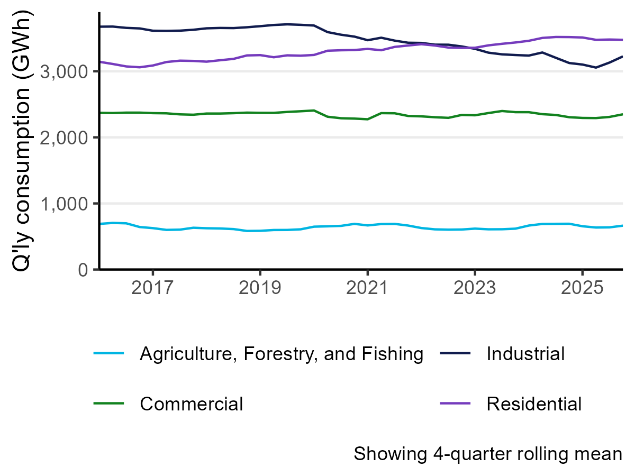 Q'ly consumption (GWh)
3,000
2,000
1,000
0
2017 2019 2021 2023 2025
Agriculture, Forestry, and Fishing Industrial
Commercial Residential
Showing 4-quarter rolling mean